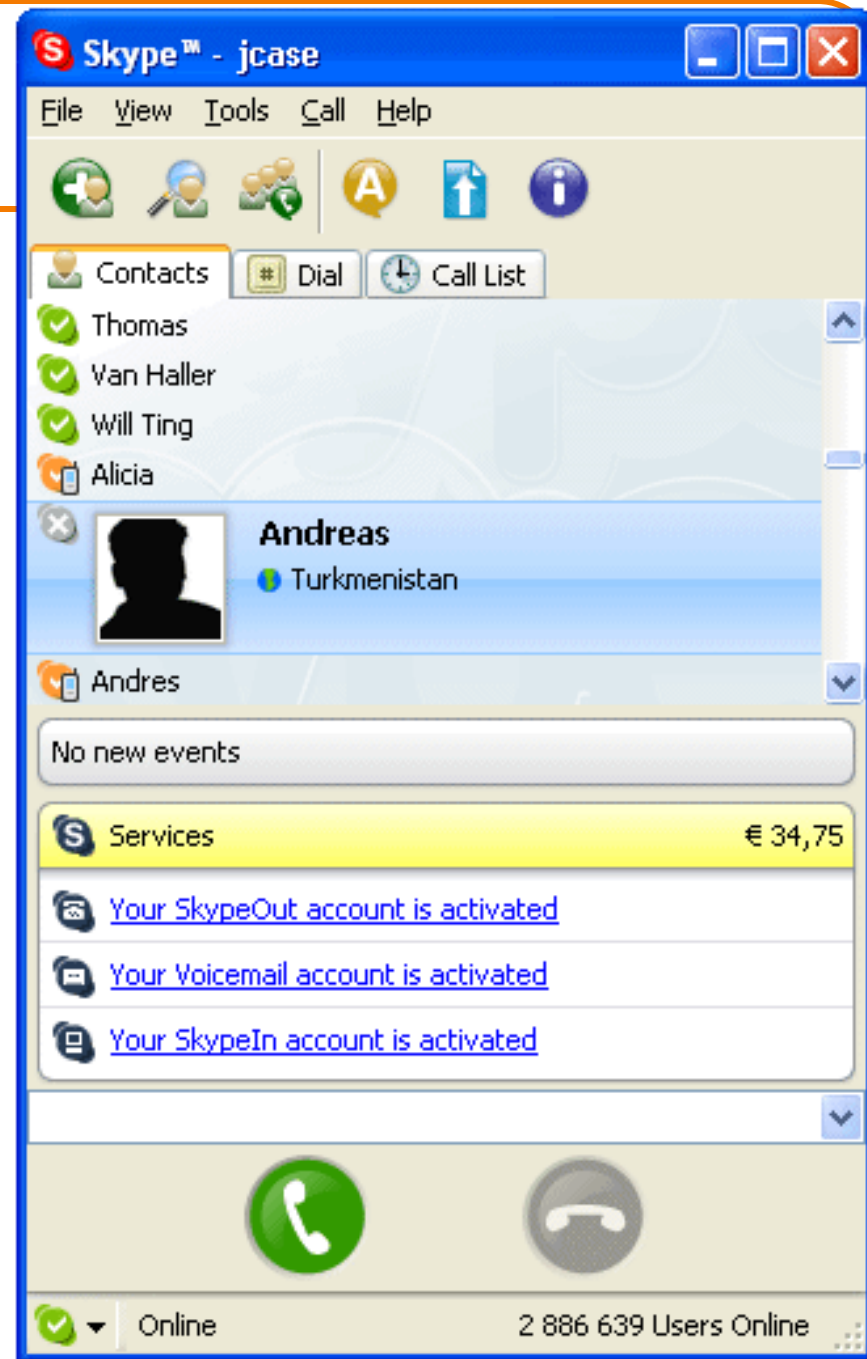 Skype™ - jcase
File View Tools Call Help
Contacts Dial Call List
Thomas
Van Haller
Will Ting
Alicia
Andreas
Turkmenistan
Andres
No new events
Services € 34,75
Your SkypeOut account is activated
Your Voicemail account is activated
Your SkypeIn account is activated
Online 2 886 639 Users Online